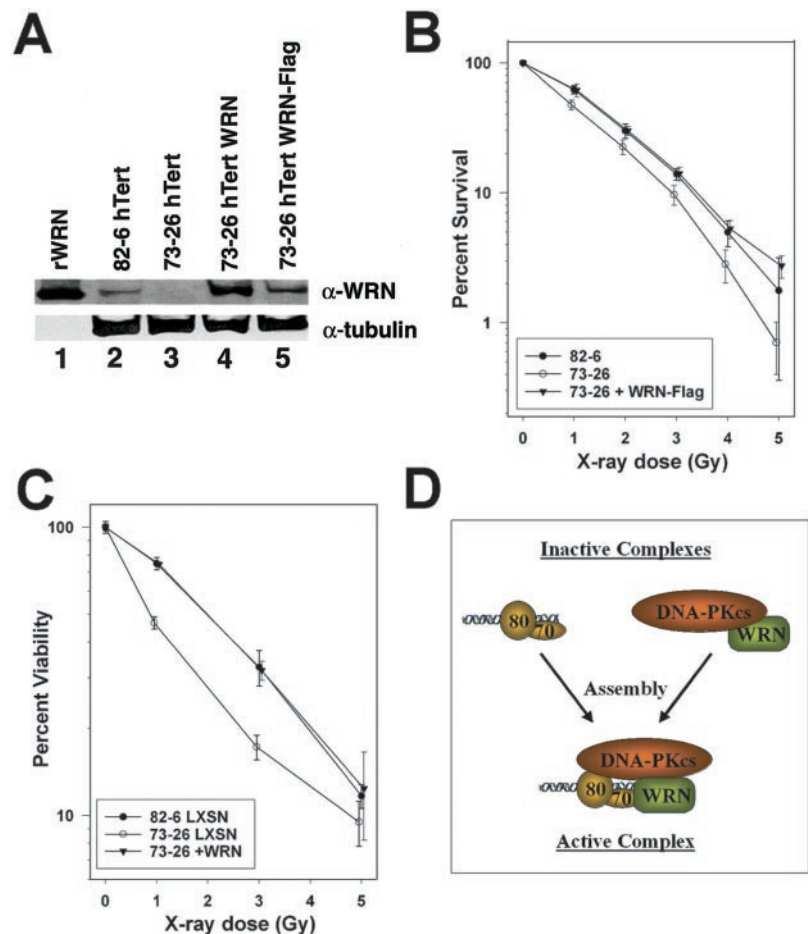 A
rWRN
82-6 hTert
73-26 hTert
73-26 hTert WRN
73-26 hTert WRN-Flag
α-WRN
α-tubulin
1 2 3 4 5
B
Percent Survival
100
10
1
82-6
73-26
73-26 + WRN-Flag
0 1 2 3 4 5
X-ray dose (Gy)
C
Percent Viability
100
10
82-6 LXSN
73-26 LXSN
73-26 +WRN
0 1 2 3 4 5
X-ray dose (Gy)
D
Inactive Complexes
80
70
DNA-PKcs
WRN
Assembly
DNA-PKcs
80
70
WRN
Active Complex